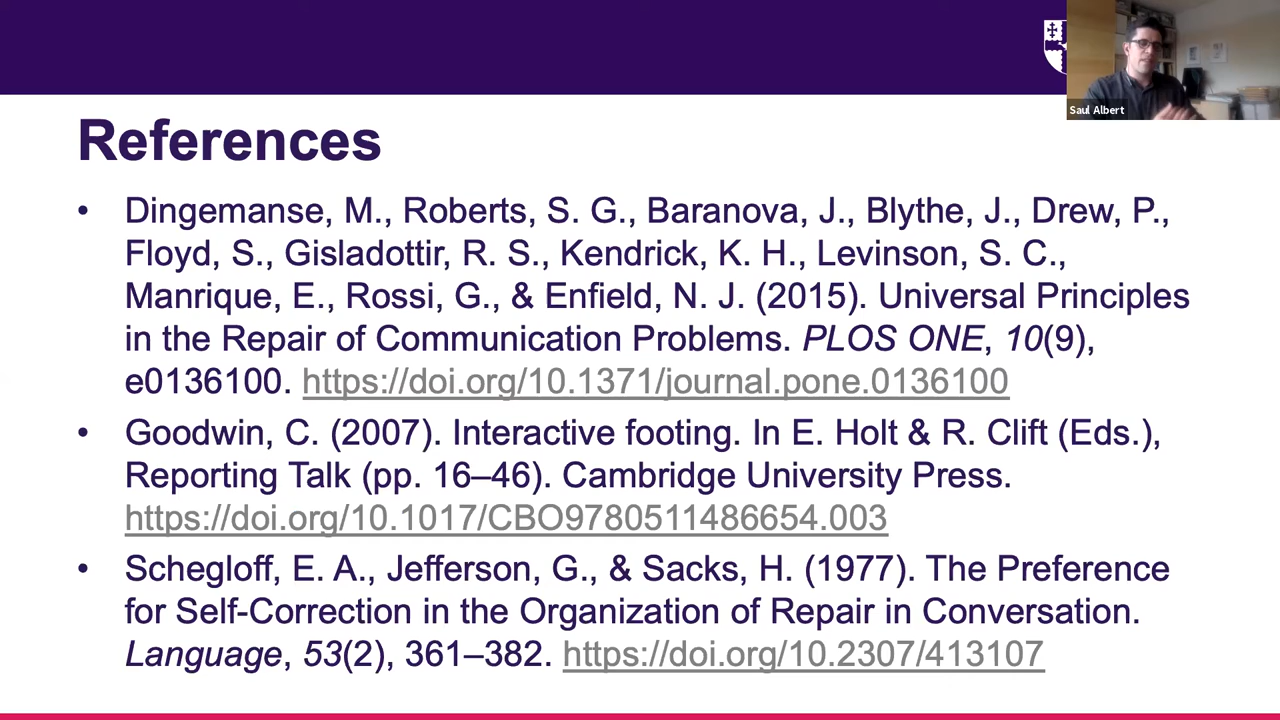 Saul Albert
References
• Dingemanse, M., Roberts, S. G., Baranova, J., Blythe, J., Drew, P.,
Floyd, S., Gisladottir, R. S., Kendrick, K. H., Levinson, S. C.,
Manrique, E., Rossi, G., & Enfield, N. J. (2015). Universal Principles
in the Repair of Communication Problems. PLOS ONE, 10(9),
e0136100. https://doi.org/10.1371/journal.pone.0136100
• Goodwin, C. (2007). Interactive footing. In E. Holt & R. Clift (Eds.),
Reporting Talk (pp. 16–46). Cambridge University Press.
https://doi.org/10.1017/CBO9780511486654.003
• Schegloff, E. A., Jefferson, G., & Sacks, H. (1977). The Preference
for Self-Correction in the Organization of Repair in Conversation.
Language, 53(2), 361–382. https://doi.org/10.2307/413107